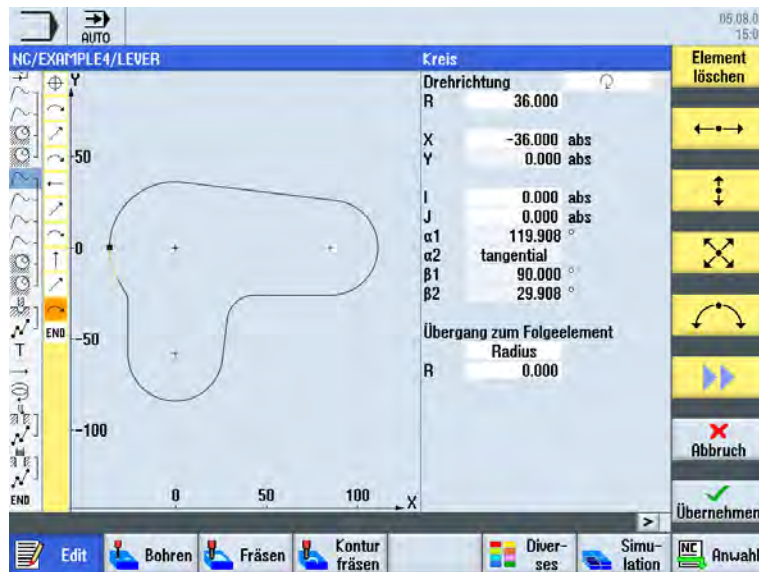 05.08.0
AUTO
15:0
NC/EXAMPLE4/LEVER
Kreis
Element
löschen
Drehrichtung
R 36.000
X -36.000 abs
Y 0.000 abs
I 0.000 abs
J 0.000 abs
α1 119.908 °
α2 tangential
β1 90.000 °
β2 29.908 °
Übergang zum Folgeelement
Radius
R 0.000
Y
50
0
-50
-100
0 50 100
X
T
END
END
Abbruch
Übernehmen
>
Edit
Bohren
Fräsen
Kontur
fräsen
Diver-
ses
Simu-
lation
NC
Anwahl